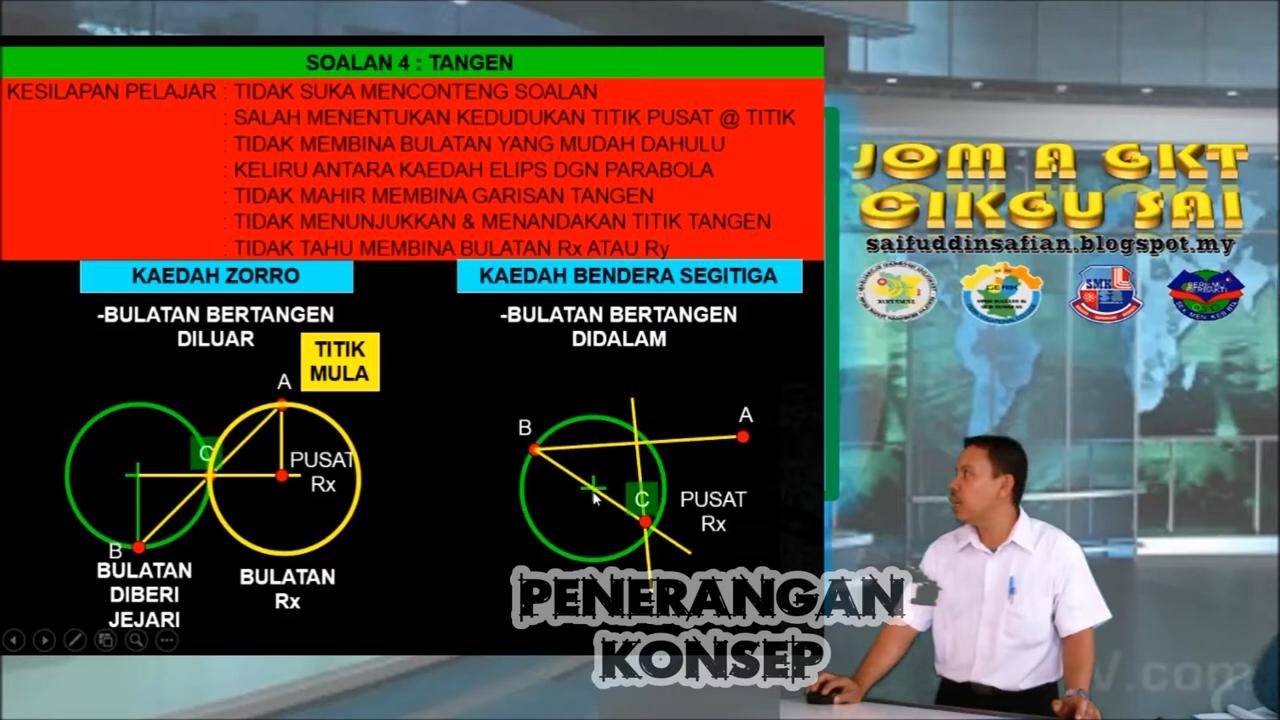 SOALAN 4 : TANGEN
KESILAPAN PELAJAR : TIDAK SUKA MENCONTENG SOALAN
: SALAH MENENTUKAN KEDUDUKAN TITIK PUSAT @ TITIK
: TIDAK MEMBINA BULATAN YANG MUDAH DAHULU
: KELIRU ANTARA KAEDAH ELIPS DGN PARABOLA
: TIDAK MAHIR MEMBINA GARISAN TANGEN
: TIDAK MENUNJUKKAN & MENANDAKAN TITIK TANGEN
: TIDAK TAHU MEMBINA BULATAN Rx ATAU Ry
KAEDAH ZORRO
-BULATAN BERTANGEN
DILUAR
TITIK
MULA
A
C
PUSAT
Rx
B
BULATAN
DIBERI
JEJARI
BULATAN
Rx
KAEDAH BENDERA SEGITIGA
-BULATAN BERTANGEN
DIDALAM
B
A
C
PUSAT
Rx
JOM A GKT
CIKGU SAI
saifuddinsafian.blogspot.my
SMK
PENERANGAN
KONSEP
.com